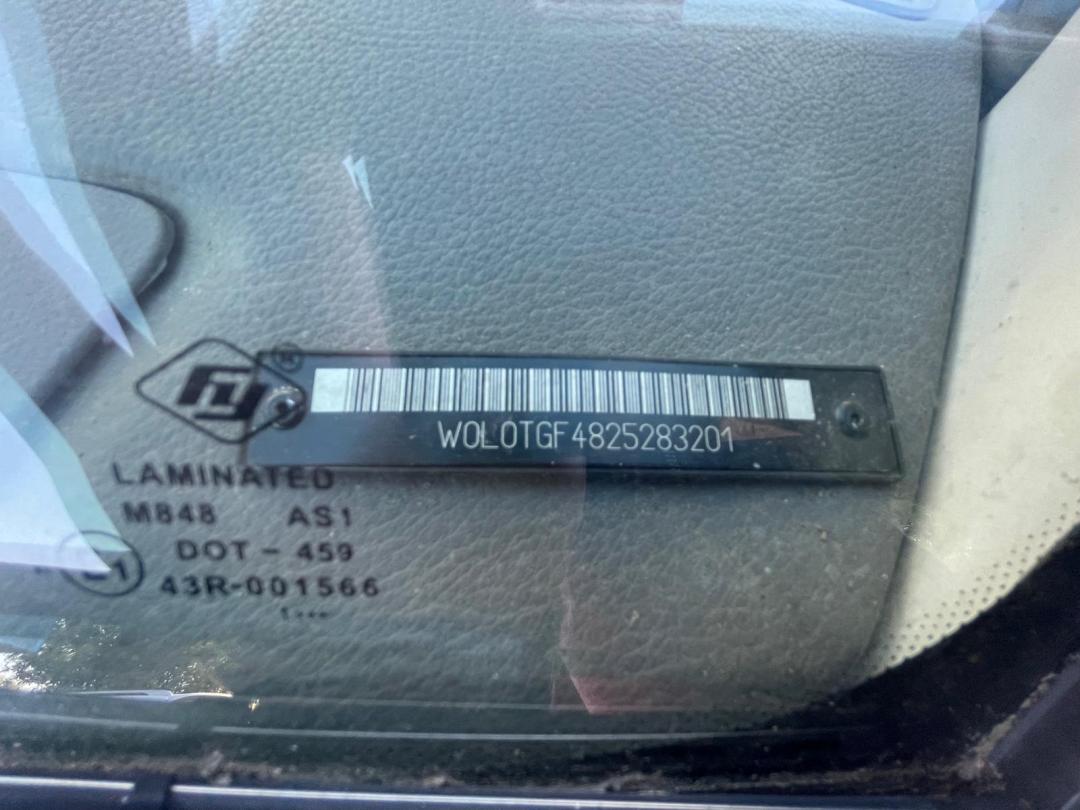 W0L0TGF4825283201
LAMINATED
M848 AS1
DOT-459
43R-001566